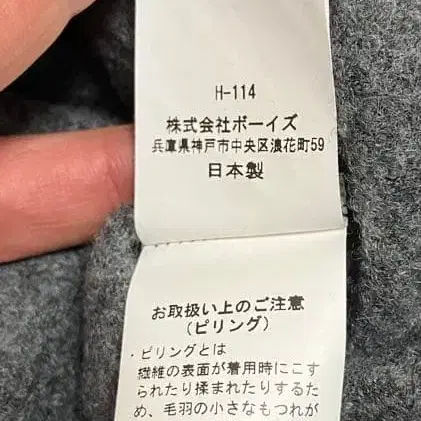 H-114
株式会社ボーイズ
兵庫県神戸市中央区浪花町59
日本製
お取扱い上のご注意
(ピリング)
・ピリングとは
繊維の表面が着用時にこす
られたり揉まれたりするた
め、毛羽の小さなもつれが